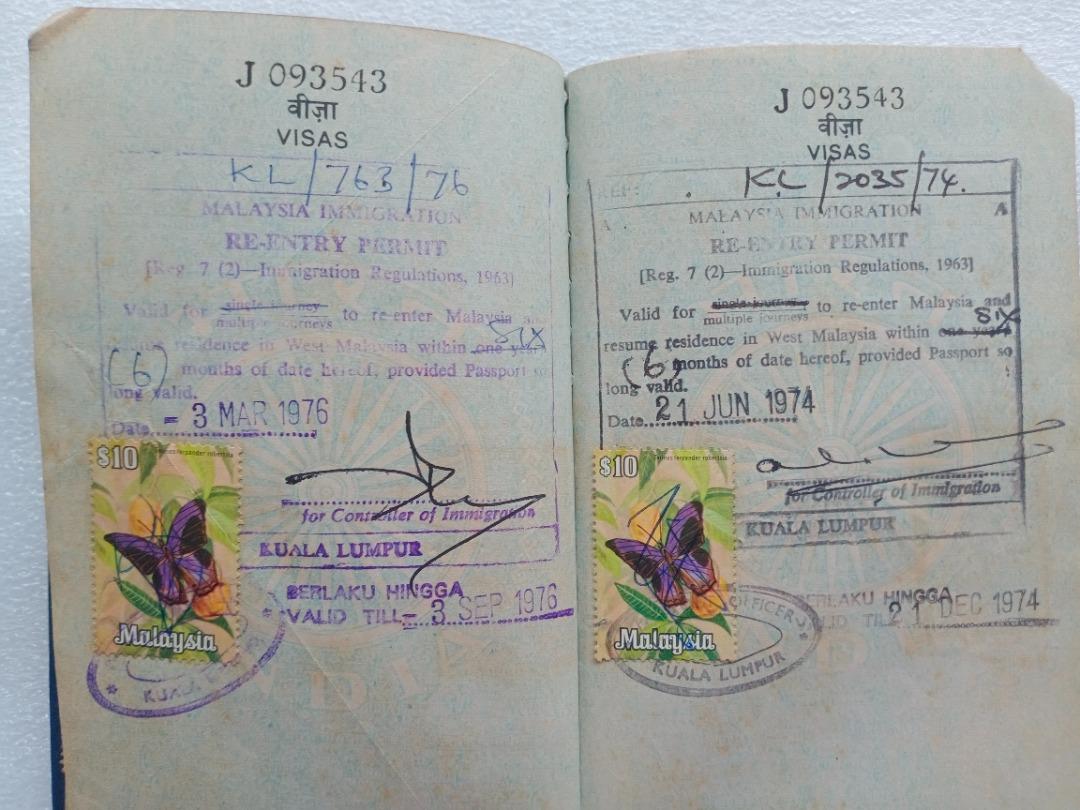 J 093543
वीज़ा
VISAS
KL/763/76
MALAYSIA IMMIGRATION
RE-ENTRY PERMIT
[Reg. 7 (2)—Immigration Regulations, 1963]
Valid for single journey
multiple journeys to re-enter Malaysia and
SIX
residence in West Malaysia within one year
(6) months of date hereof, provided Passport so
long valid.
Date - 3 MAR 1976
$10
for Controller of Immigration
KUALA LUMPUR
BERLAKU HINGGA
VALID TILL - 3 SEP 1976
Malaysia
J 093543
वीज़ा
VISAS
REF: KL/2035/74.
A MALAYSIA IMMIGRATION A
RE-ENTRY PERMIT
[Reg. 7 (2)—Immigration Regulations, 1963]
Valid for single journey
multiple journeys to re-enter Malaysia and
SIX
resume residence in West Malaysia within one year
(6) months of date hereof, provided Passport so
long valid.
Date 21 JUN 1974
$10
for Controller of Immigration
KUALA LUMPUR
BERLAKU HINGGA
VALID TILL 21 DEC 1974
Malaysia
OFFICER
KUALA LUMPUR